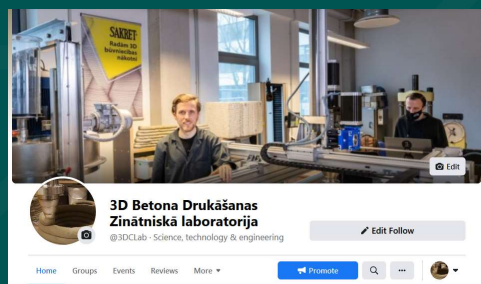 SAKRET
Radām 3D
būvniecības
nākotni
Edit
3D Betona Drukāšanas
Zinātniskā laboratorija
@3DCLab · Science, technology & engineering
Edit Follow
Home Groups Events Reviews More
Promote